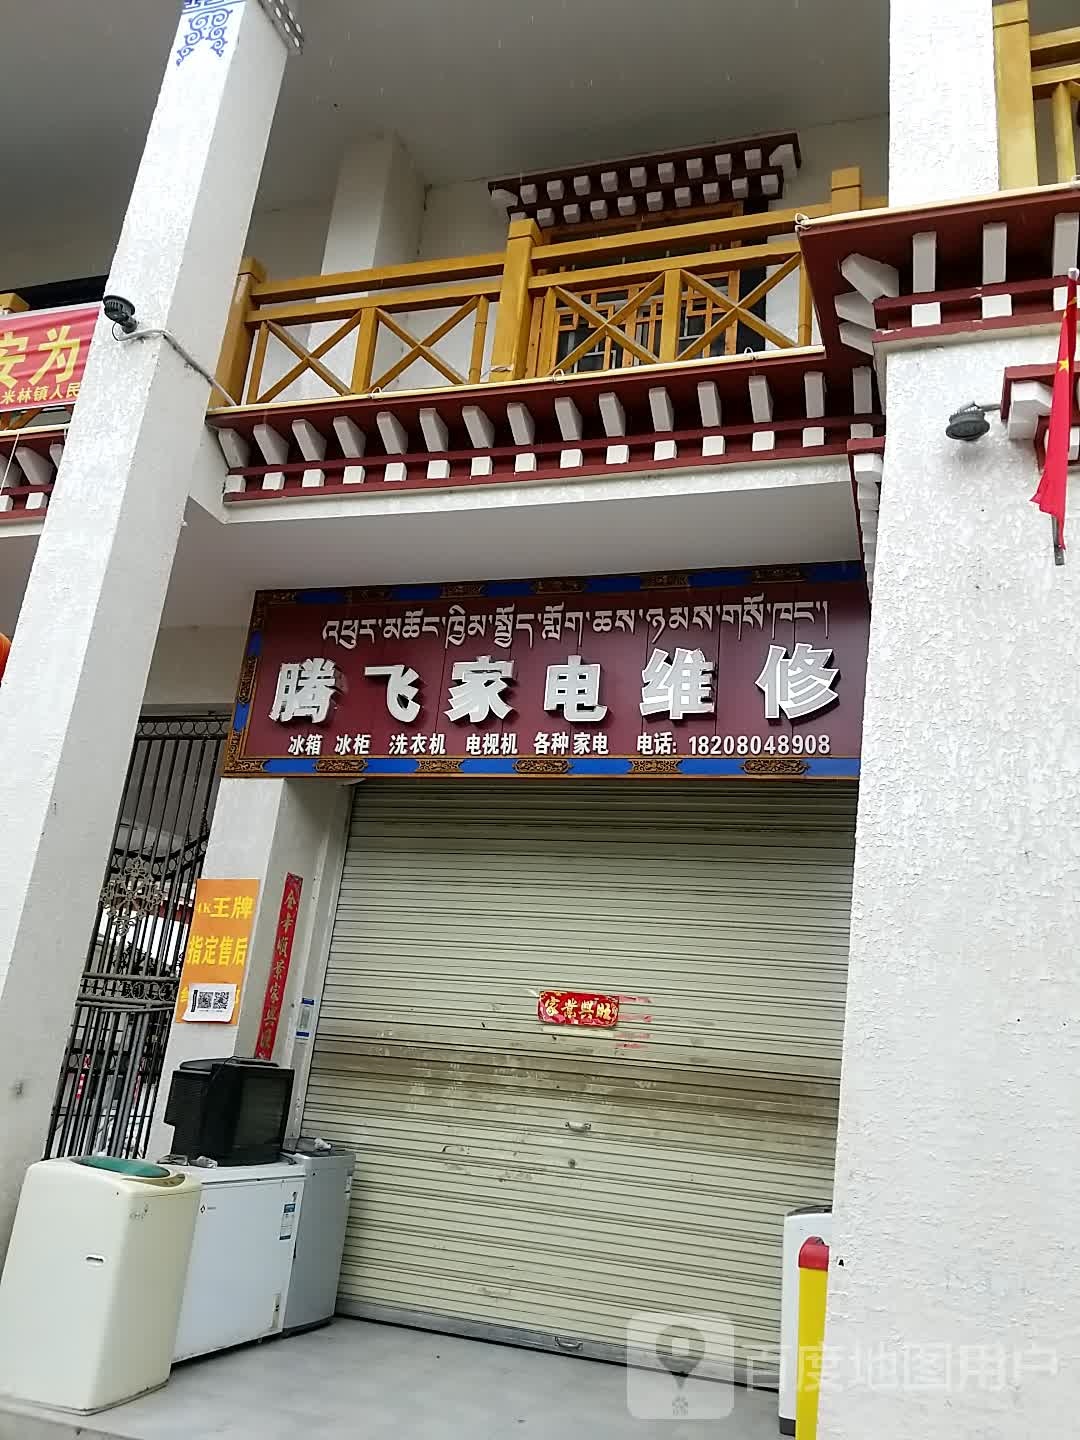 安为
米林镇人民
འཕུར་མཆོང་ཁྱིམ་སྤྱོད་གློག་ཆས་ཉམས་གསོ་ཁང་།
腾飞家电维修
冰箱 冰柜 洗衣机 电视机 各种家电 电话: 18208048908
王牌
指定售后
家業興旺
百度地图用户